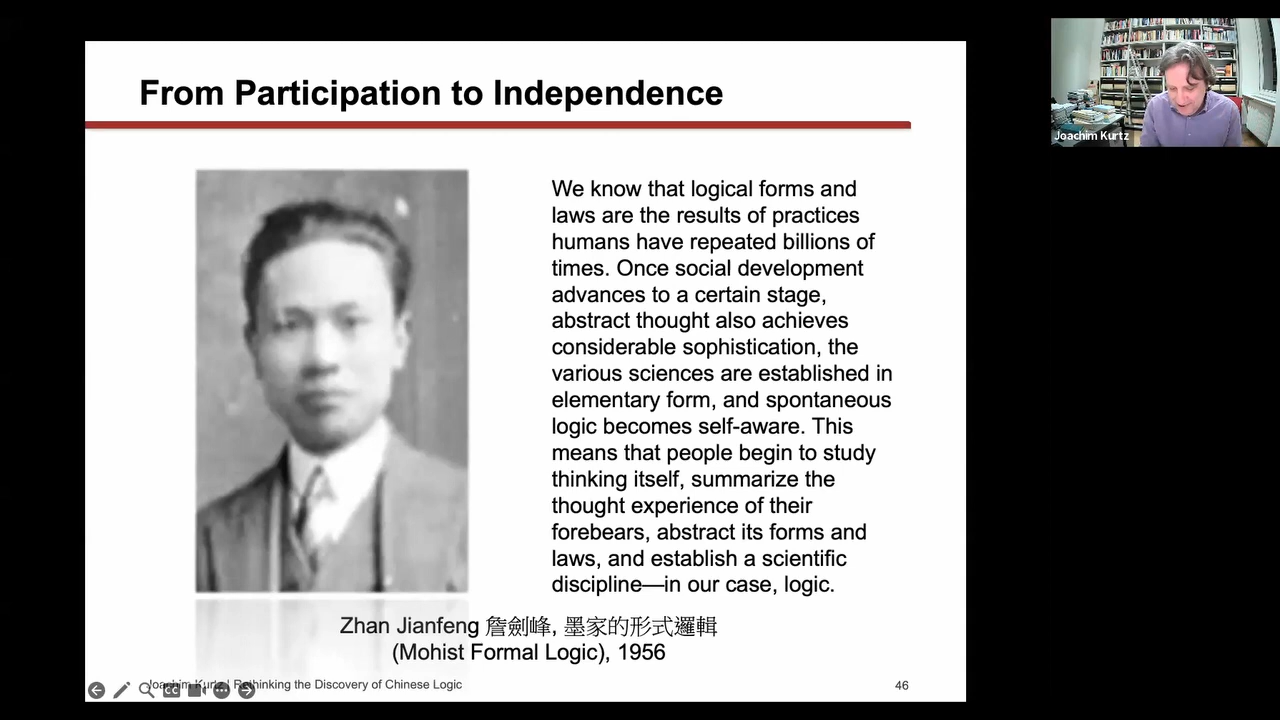 From Participation to Independence
Joachim Kurtz
We know that logical forms and
laws are the results of practices
humans have repeated billions of
times. Once social development
advances to a certain stage,
abstract thought also achieves
considerable sophistication, the
various sciences are established in
elementary form, and spontaneous
logic becomes self-aware. This
means that people begin to study
thinking itself, summarize the
thought experience of their
forebears, abstract its forms and
laws, and establish a scientific
discipline—in our case, logic.
Zhan Jianfeng 詹劍峰, 墨家的形式邏輯
(Mohist Formal Logic), 1956
Joachim Kurtz | Rethinking the Discovery of Chinese Logic
46